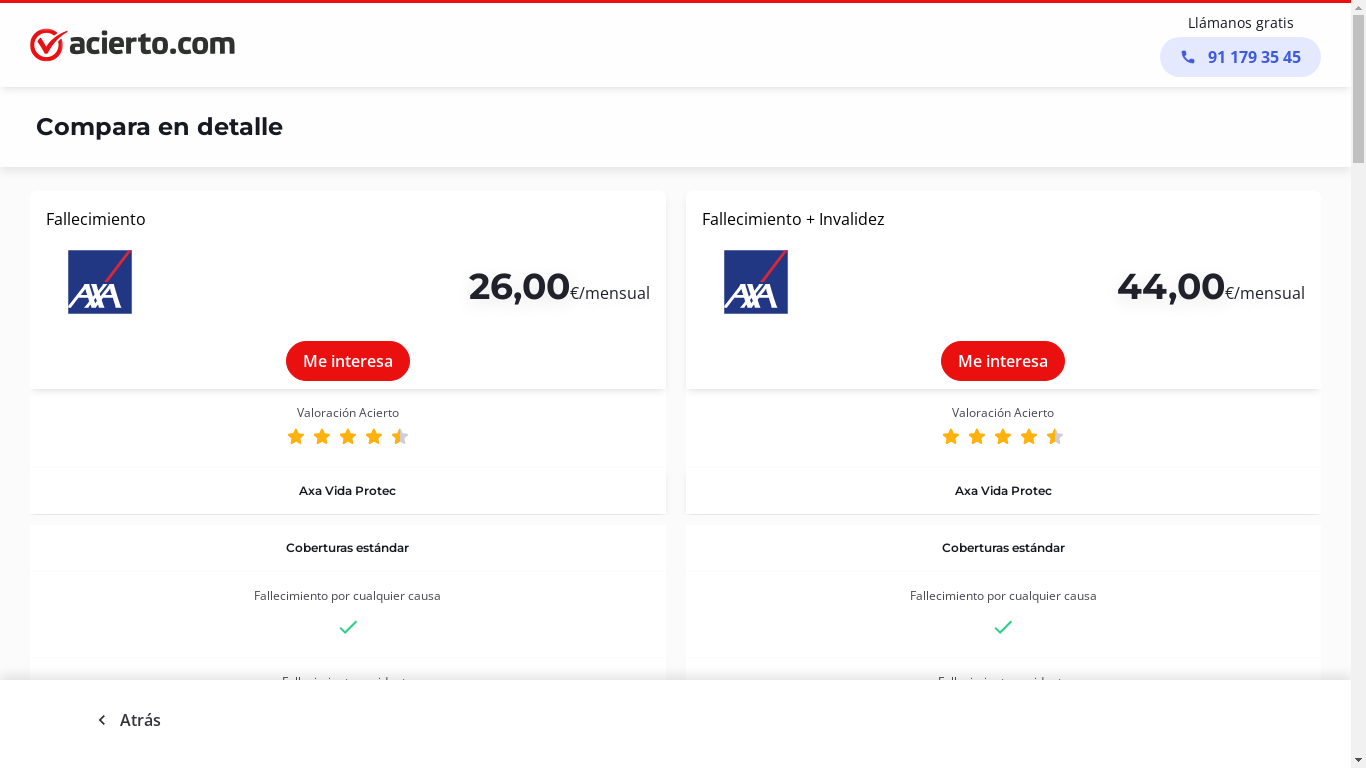 acierto.com
Llámanos gratis
91 179 35 45
Compara en detalle
Fallecimiento
AXA
26,00€/mensual
Me interesa
Valoración Acierto
Axa Vida Protec
Coberturas estándar
Fallecimiento por cualquier causa
Fallecimiento + Invalidez
AXA
44,00€/mensual
Me interesa
Valoración Acierto
Axa Vida Protec
Coberturas estándar
Fallecimiento por cualquier causa
Atrás